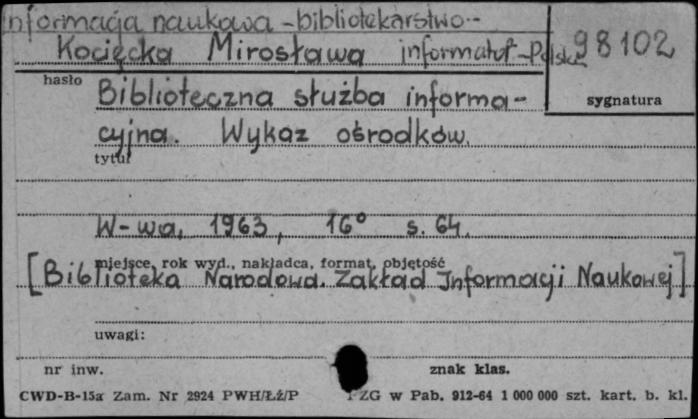 Informacja naukowa - bibliotekarstwo -
Kocięcka Mirosława informator - Polska 98102
hasło
Biblioteczna służba informa-
sygnatura
cyjna. Wykaz ośrodków.
tytuł
W-wa, 1963, 16° s. 64.
miejsce, rok wyd., nakładca, format, objętość
[Biblioteka Narodowa. Zakład Informacji Naukowej]
uwagi:
nr inw. znak klas.
CWD-B-15a Zam. Nr 2924 PWH/ŁŹ/P PZG w Pab. 912-64 1 000 000 szt. kart. b. kl.